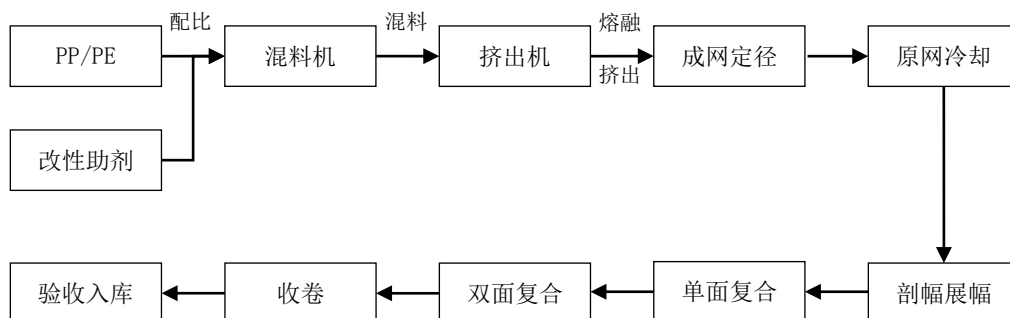 配比
混料
熔融
PP/PE
混料机
挤出机
挤出
成网定径
原网冷却
改性助剂
验收入库
收卷
双面复合
单面复合
剖幅展幅